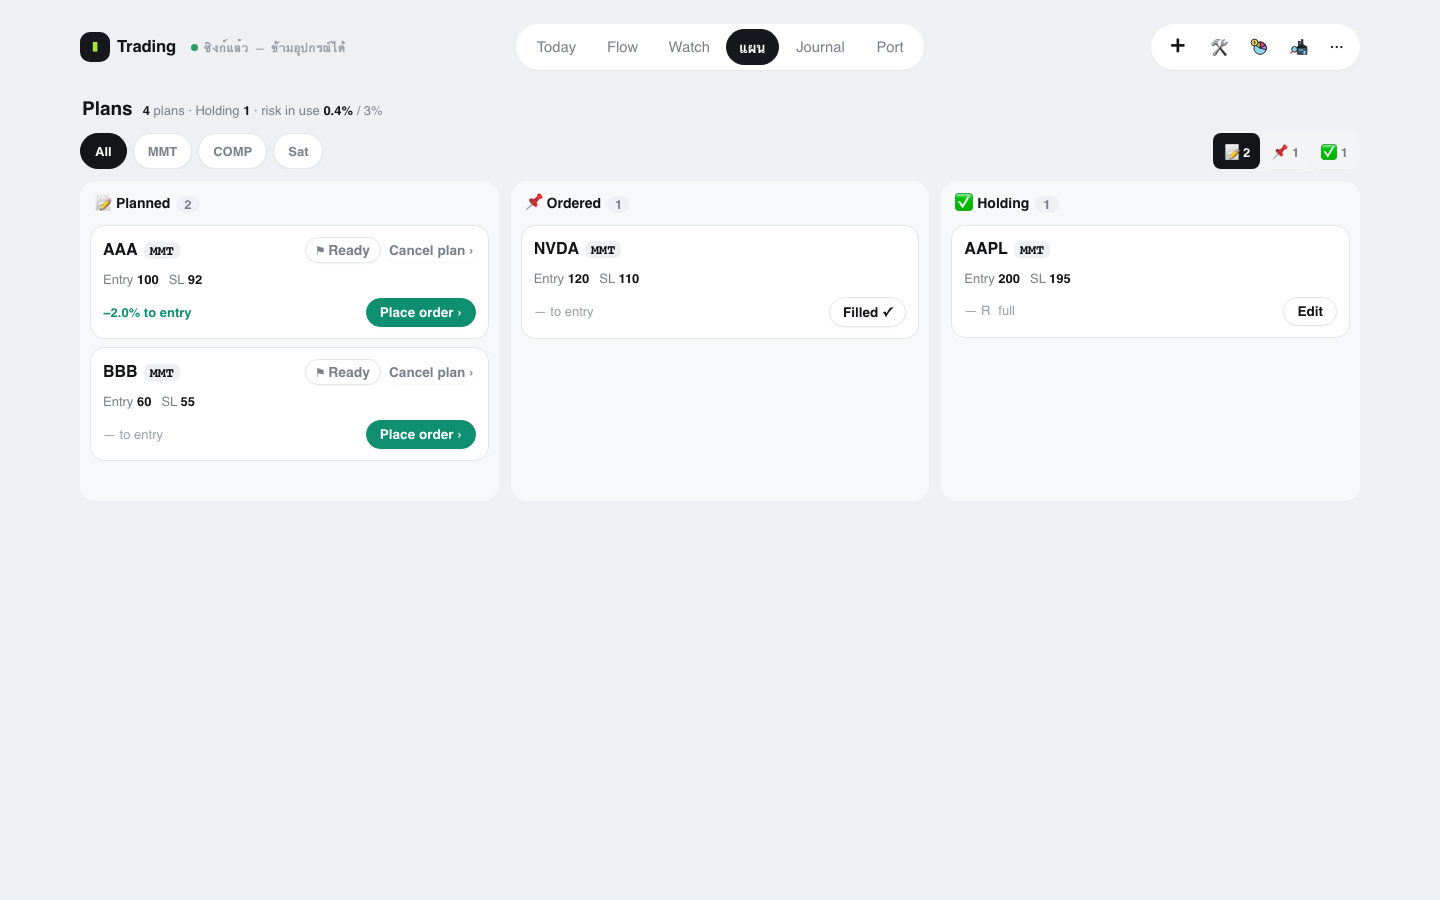 Trading ซิงก์แล้ว — ข้ามอุปกรณ์ได้
Today Flow Watch แผน Journal Port
Plans 4 plans · Holding 1 · risk in use 0.4% / 3%
All MMT COMP Sat
2 1 1
Planned 2
AAA MMT Ready Cancel plan ›
Entry 100 SL 92
−2.0% to entry Place order ›
BBB MMT Ready Cancel plan ›
Entry 60 SL 55
— to entry Place order ›
Ordered 1
NVDA MMT
Entry 120 SL 110
— to entry Filled ✓
Holding 1
AAPL MMT
Entry 200 SL 195
— R full Edit